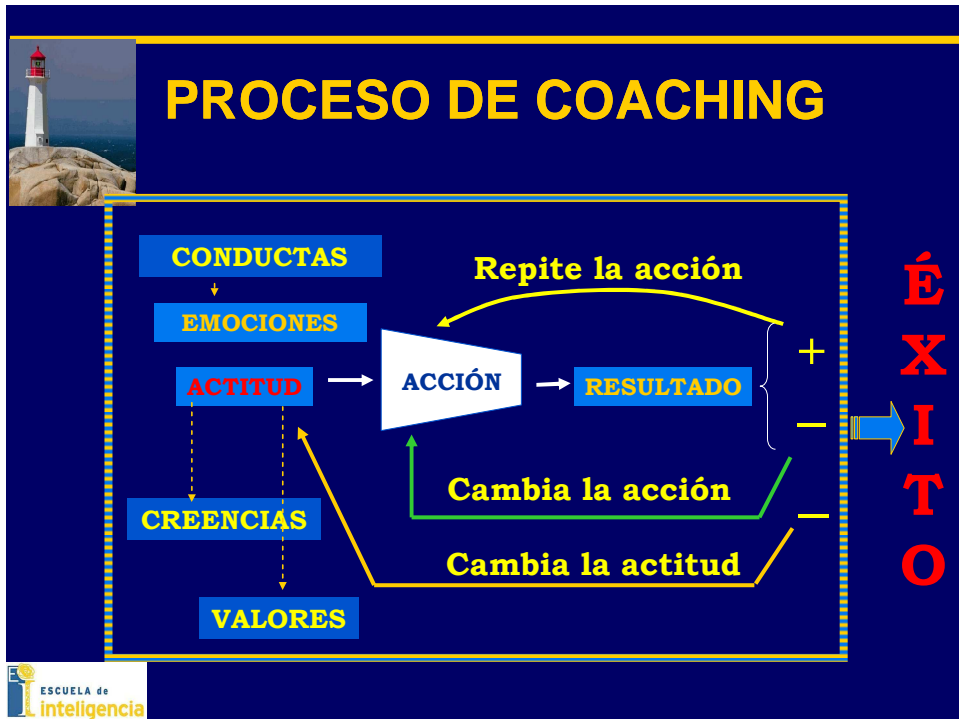 PROCESO DE COACHING
CONDUCTAS
EMOCIONES
ACTITUD
ACCIÓN
RESULTADO
Repite la acción
+
−
Cambia la acción
−
Cambia la actitud
CREENCIAS
VALORES
ÉXITO
ESCUELA de
inteligencia